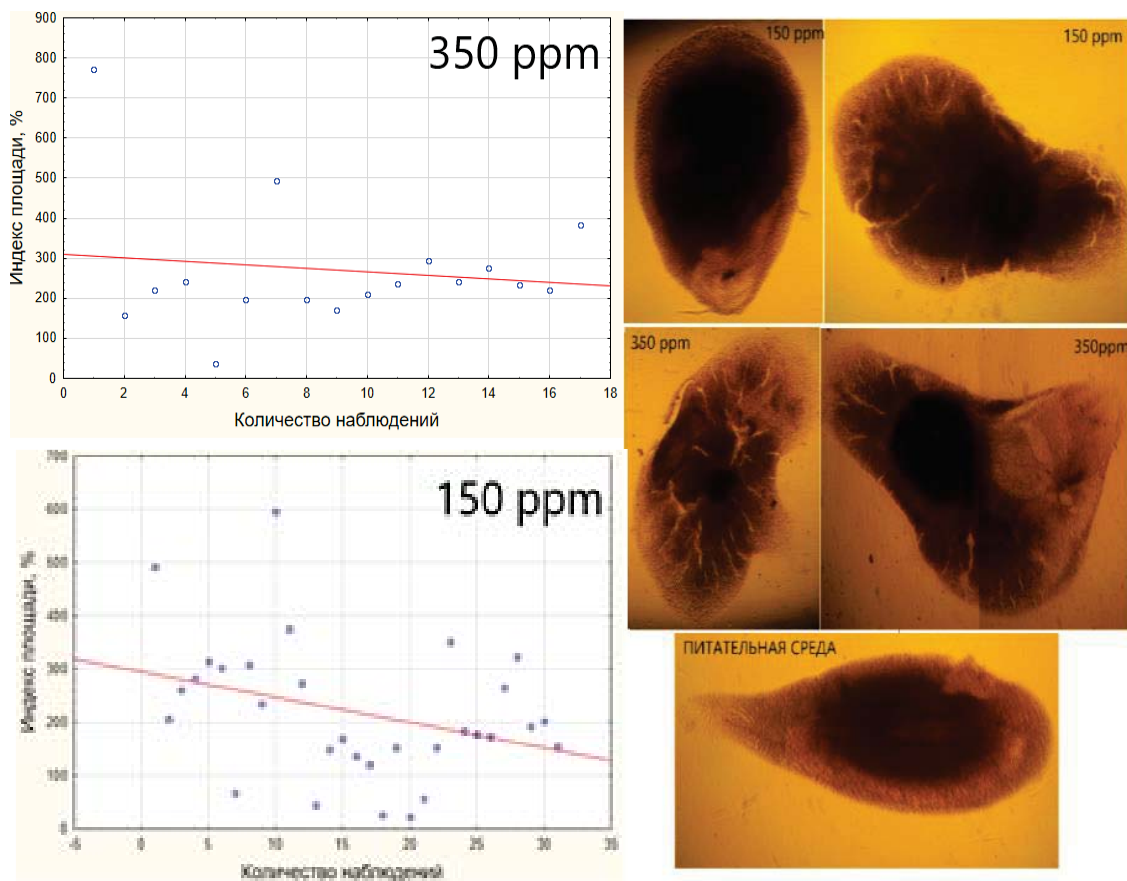 350 ppm
Индекс площади, %
900
800
700
600
500
400
300
200
100
0
0 2 4 6 8 10 12 14 16 18
Количество наблюдений
150 ppm
Индекс площади, %
700
600
500
400
300
200
100
0
-5 0 5 10 15 20 25 30 35
Количество наблюдений
150 ppm
150 ppm
350 ppm
350ppm
ПИТАТЕЛЬНАЯ СРЕДА